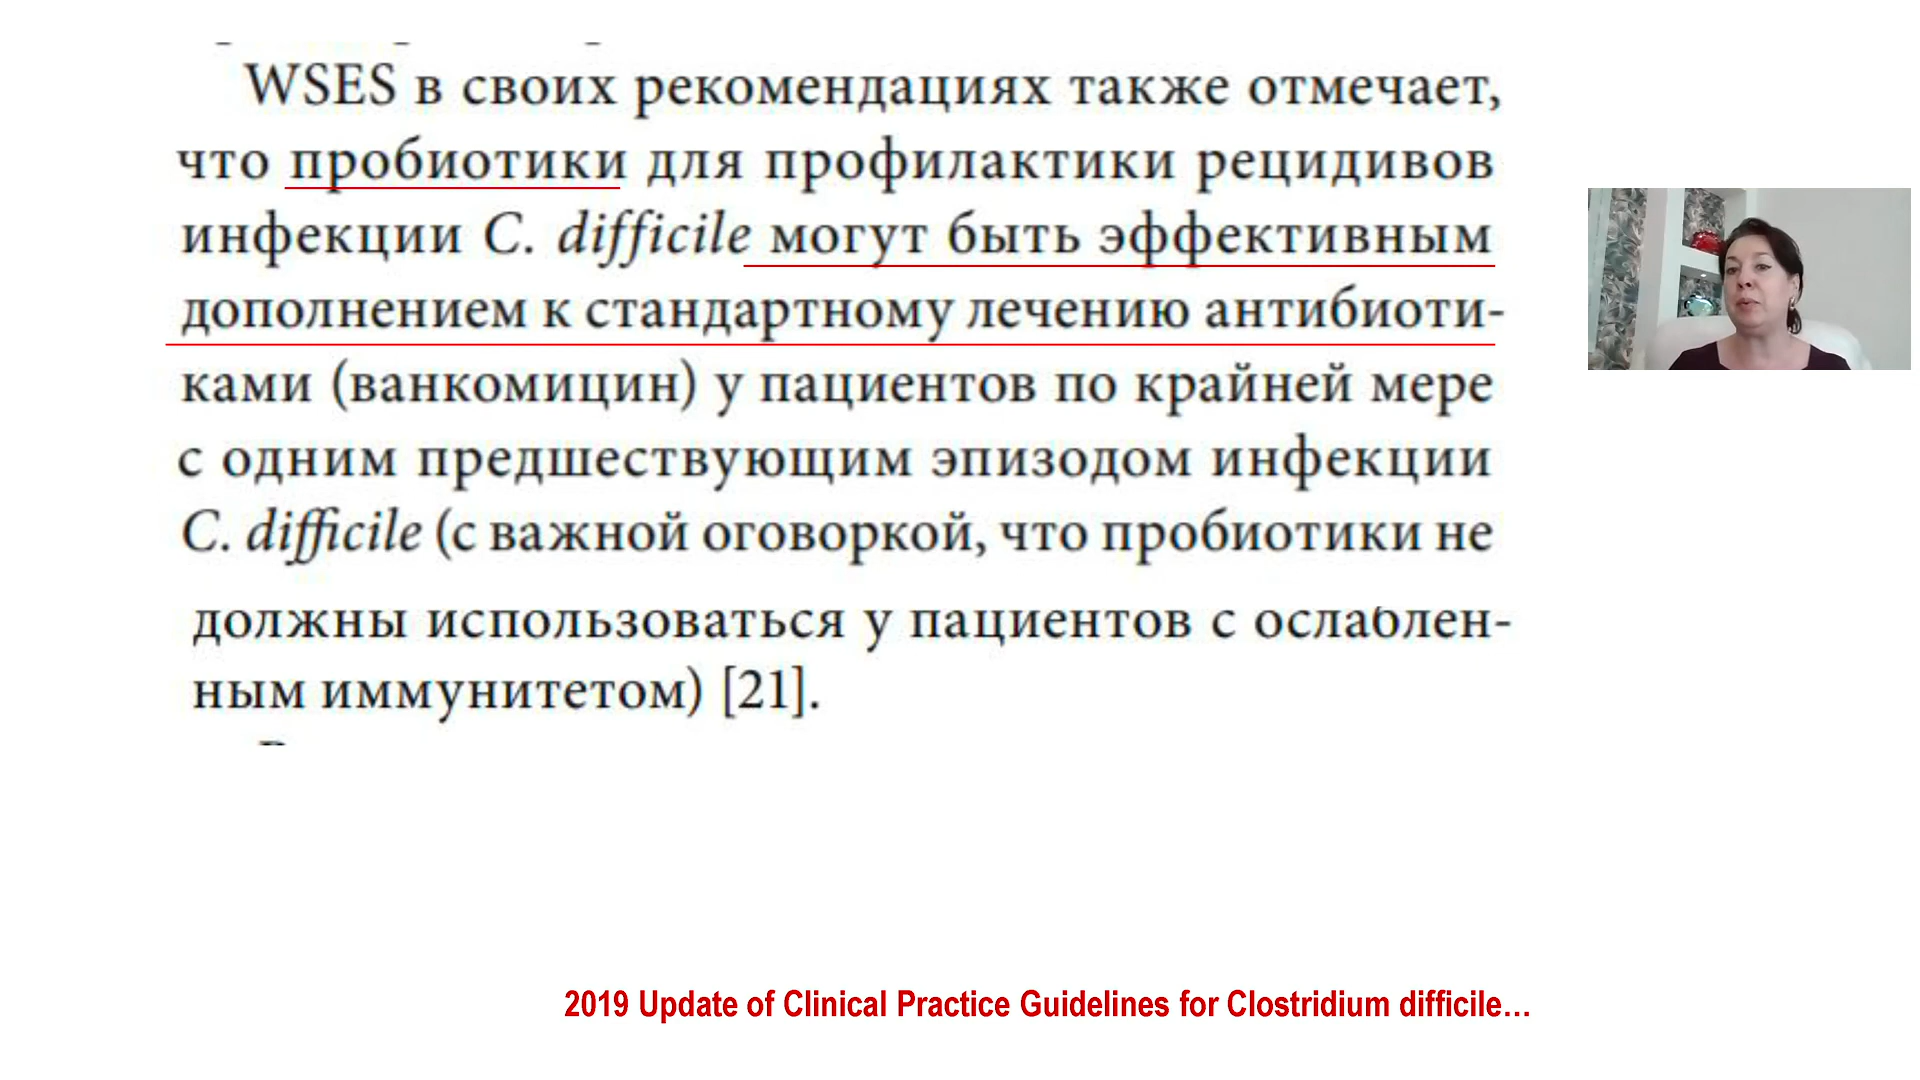 WSES в своих рекомендациях также отмечает,
что пробиотики для профилактики рецидивов
инфекции C. difficile могут быть эффективным
дополнением к стандартному лечению антибиоти-
ками (ванкомицин) у пациентов по крайней мере
с одним предшествующим эпизодом инфекции
C. difficile (с важной оговоркой, что пробиотики не
должны использоваться у пациентов с ослаблен-
ным иммунитетом) [21].
2019 Update of Clinical Practice Guidelines for Clostridium difficile…